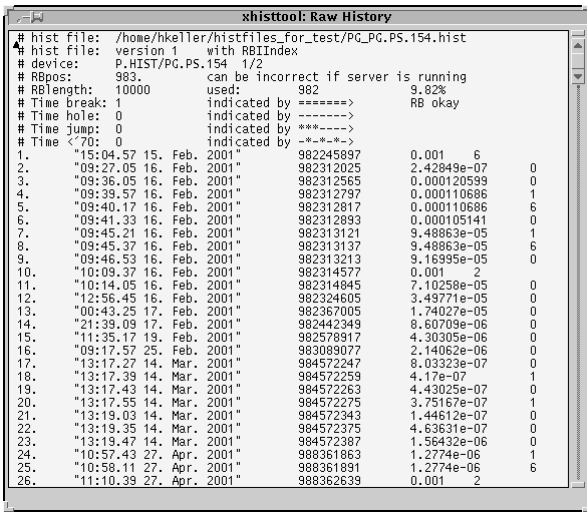 xhisttool: Raw History
# hist file:  /home/hkeller/histfiles_for_test/PG_PG.PS.154.hist
# hist file:  version 1    with RBIIndex
# device:     P.HIST/PG.PS.154  1/2
# RBpos:      983.         can be incorrect if server is running
# RBlength:   10000        used:        982             9.82%
# Time break: 1            indicated by =======>        RB okay
# Time hole:  0            indicated by ------->
# Time jump:  0            indicated by ***---->
# Time <´70:  0            indicated by -*-*-*->
1.      "15:04.57 15. Feb. 2001"        982245897       0.001   6
2.      "09:27.05 16. Feb. 2001"        982312025       2.42849e-07     0
3.      "09:36.05 16. Feb. 2001"        982312565       0.000120599     0
4.      "09:39.57 16. Feb. 2001"        982312797       0.000110686     1
5.      "09:40.17 16. Feb. 2001"        982312817       0.000110686     6
6.      "09:41.33 16. Feb. 2001"        982312893       0.000105141     0
7.      "09:45.21 16. Feb. 2001"        982313121       9.48863e-05     1
8.      "09:45.37 16. Feb. 2001"        982313137       9.48863e-05     6
9.      "09:46.53 16. Feb. 2001"        982313213       9.16995e-05     0
10.     "10:09.37 16. Feb. 2001"        982314577       0.001   2
11.     "10:14.05 16. Feb. 2001"        982314845       7.10258e-05     0
12.     "12:56.45 16. Feb. 2001"        982324605       3.49771e-05     0
13.     "00:43.25 17. Feb. 2001"        982367005       1.74027e-05     0
14.     "21:39.09 17. Feb. 2001"        982442349       8.60709e-06     0
15.     "11:35.17 19. Feb. 2001"        982578917       4.30305e-06     0
16.     "09:17.57 25. Feb. 2001"        983089077       2.14062e-06     0
17.     "13:17.27 14. Mar. 2001"        984572247       8.03323e-07     0
18.     "13:17.39 14. Mar. 2001"        984572259       4.17e-07        1
19.     "13:17.43 14. Mar. 2001"        984572263       4.43025e-07     0
20.     "13:17.55 14. Mar. 2001"        984572275       3.75167e-07     1
21.     "13:19.03 14. Mar. 2001"        984572343       1.44612e-07     0
22.     "13:19.35 14. Mar. 2001"        984572375       4.63631e-07     0
23.     "13:19.47 14. Mar. 2001"        984572387       1.56432e-06     0
24.     "10:57.43 27. Apr. 2001"        988361863       1.2774e-06      1
25.     "10:58.11 27. Apr. 2001"        988361891       1.2774e-06      6
26.     "11:10.39 27. Apr. 2001"        988362639       0.001   2